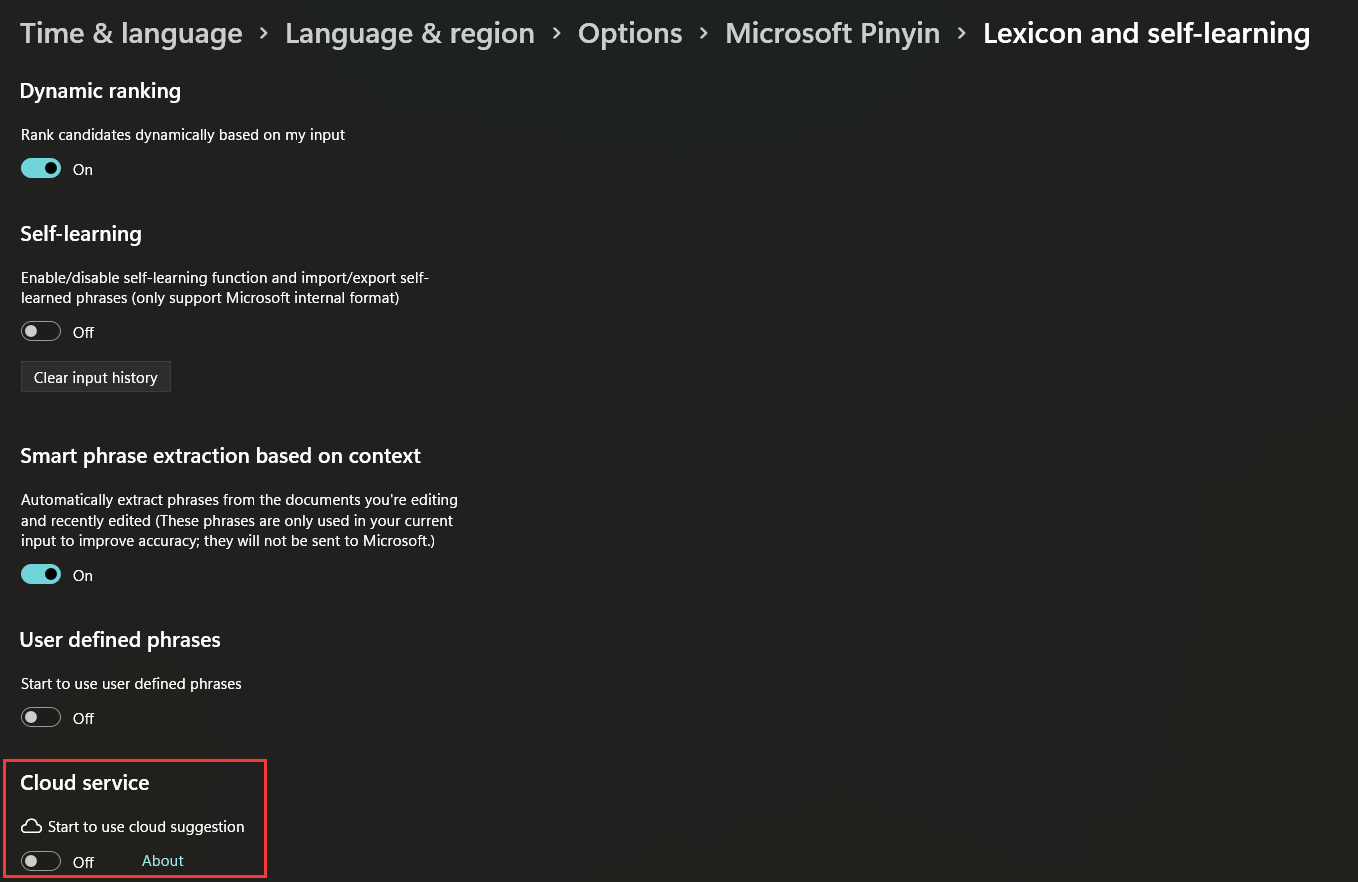 Time & language > Language & region > Options > Microsoft Pinyin > Lexicon and self-learning
Dynamic ranking
Rank candidates dynamically based on my input
On
Self-learning
Enable/disable self-learning function and import/export self-
learned phrases (only support Microsoft internal format)
Off
Clear input history
Smart phrase extraction based on context
Automatically extract phrases from the documents you're editing
and recently edited (These phrases are only used in your current
input to improve accuracy; they will not be sent to Microsoft.)
On
User defined phrases
Start to use user defined phrases
Off
Cloud service
Start to use cloud suggestion
Off About